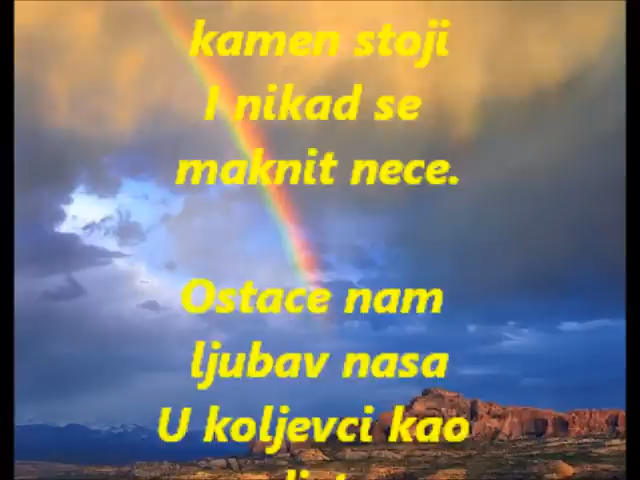 kamen stoji
I nikad se
maknit nece.
Ostace nam
ljubav nasa
U koljevci kao